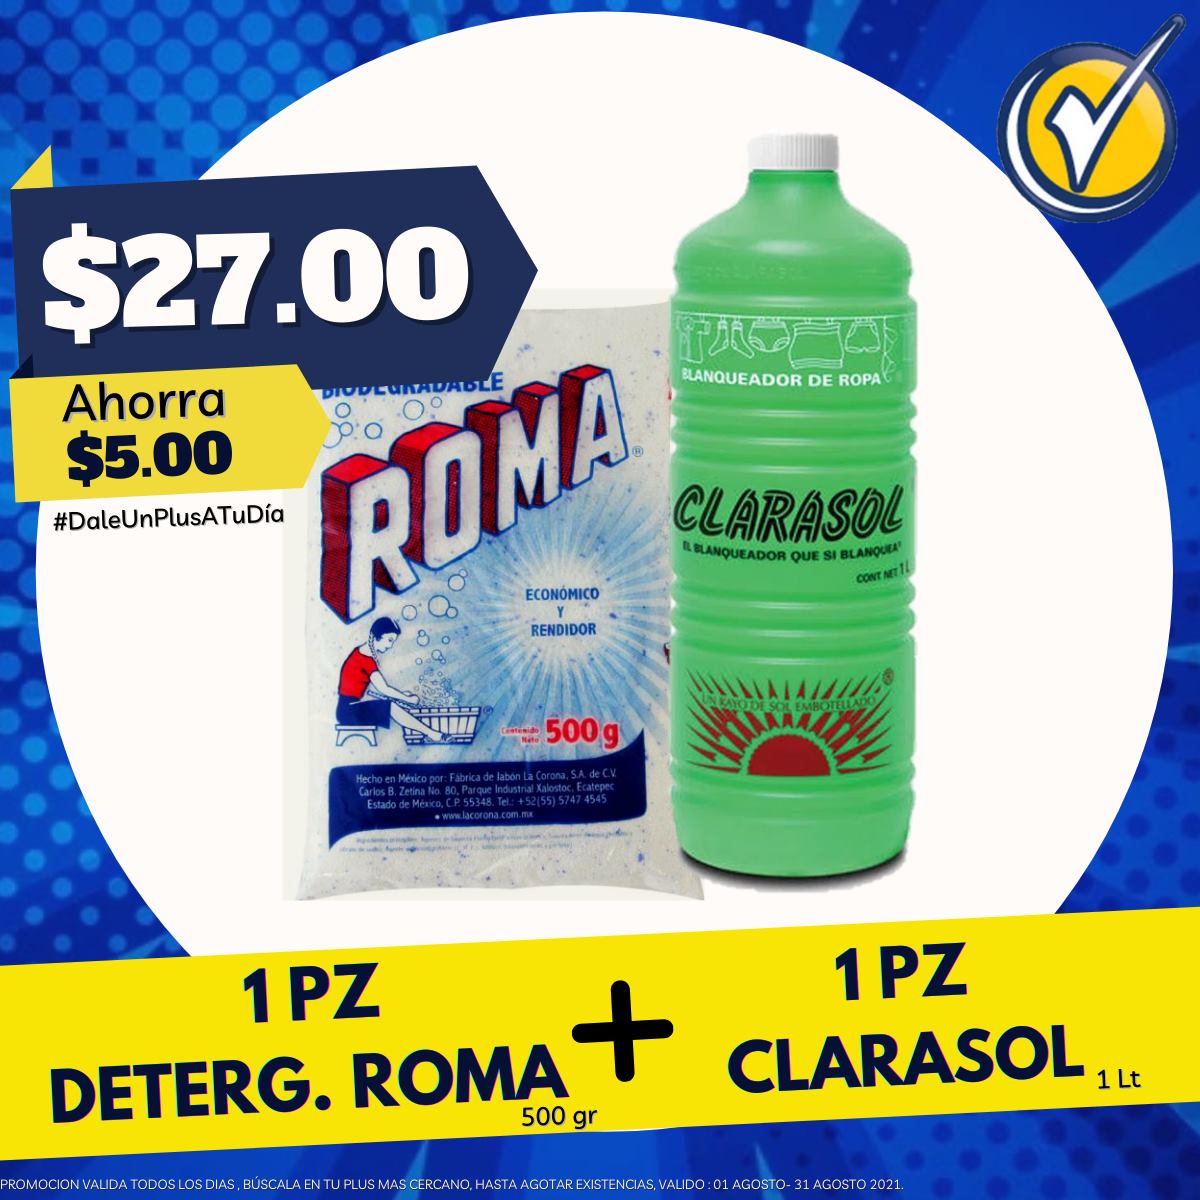 $27.00
Ahorra
$5.00
#DaleUnPlusATuDía
BIODEGRADABLE
ROMA®
ECONÓMICO
Y
RENDIDOR
Contenido
Neto 500 g
Hecho en México por: Fábrica de Jabón La Corona, S.A. de C.V.
Carlos B. Zetina No. 80, Parque Industrial Xalostoc, Ecatepec
Estado de México, C.P. 55348. Tel.: +52(55) 5747 4545
• www.lacorona.com.mx
BLANQUEADOR DE ROPA
CLARASOL
EL BLANQUEADOR QUE SI BLANQUEA®
CONT. NET. 1 L
UN RAYO DE SOL EMBOTELLADO
®
1 PZ
DETERG. ROMA
500 gr
+
1 PZ
CLARASOL
1 Lt
PROMOCION VALIDA TODOS LOS DIAS , BÚSCALA EN TU PLUS MAS CERCANO, HASTA AGOTAR EXISTENCIAS, VALIDO : 01 AGOSTO- 31 AGOSTO 2021.